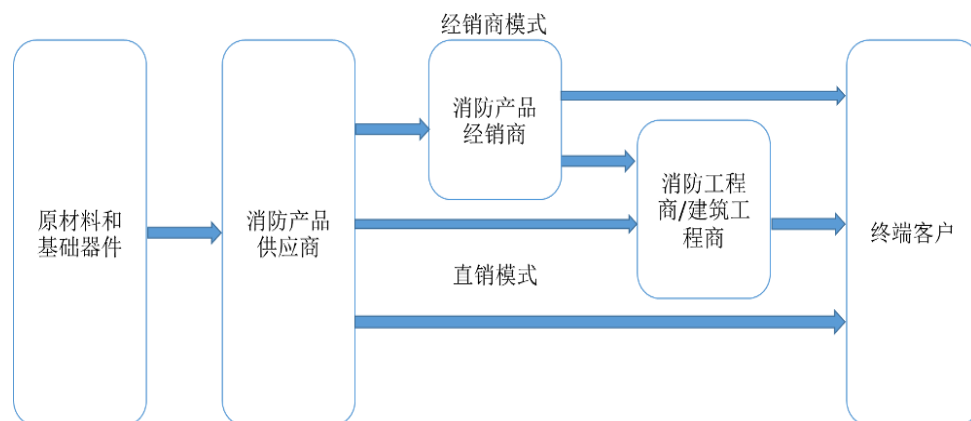 经销商模式
消防产品
经销商
消防工程
商/建筑工
程商
原材料和
基础器件
消防产品
供应商
终端客户
直销模式